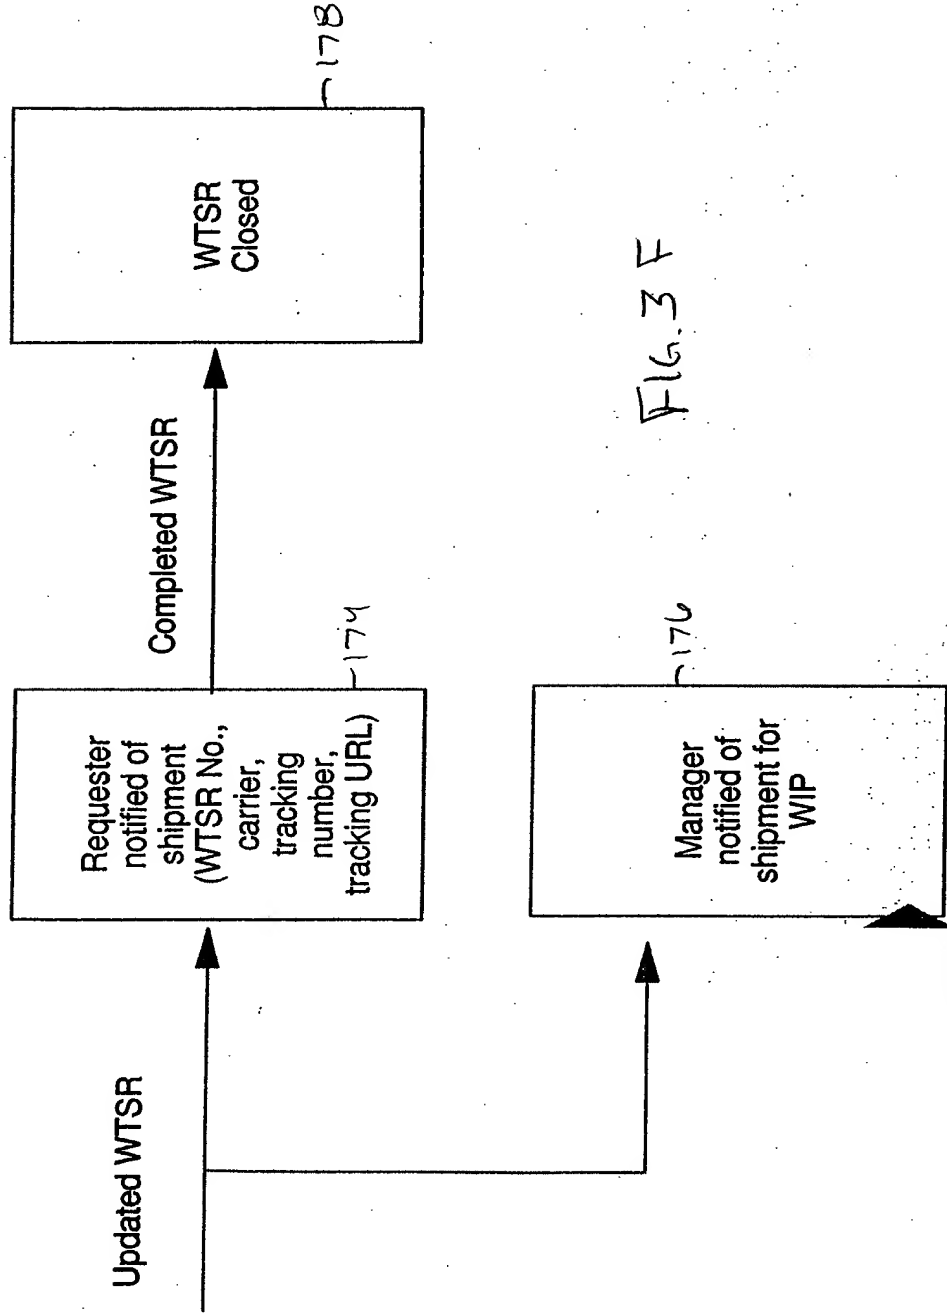 Updated WTSR
Requester
notified of
shipment
(WTSR No.,
carrier,
tracking
number,
tracking URL)
174
Completed WTSR
WTSR
Closed
178
Manager
notified of
shipment for
WIP
176
FIG. 3 F